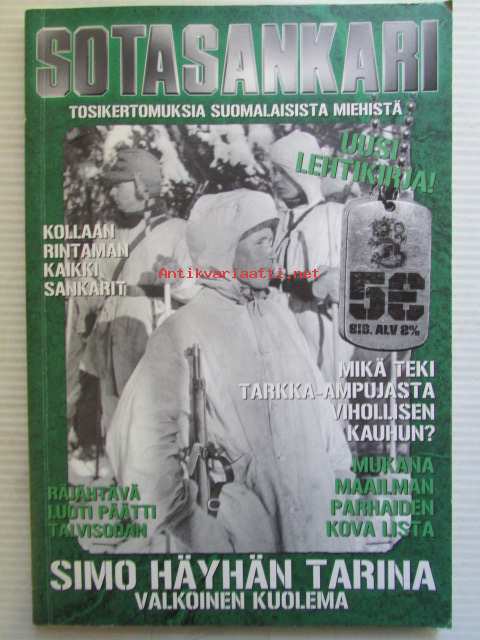 SOTASANKARI
TOSIKERTOMUKSIA SUOMALAISISTA MIEHISTÄ
UUSI
LEHTIKIRJA!
KOLLAAN
RINTAMAN
KAIKKI
SANKARIT
Antikvariaatti.net
5€
SIS. ALV 8%
MIKÄ TEKI
TARKKA-AMPUJASTA
VIHOLLISEN
KAUHUN?
RÄJÄHTÄVÄ
LUOTI PÄÄTTI
TALVISODAN
MUKANA
MAAILMAN
PARHAIDEN
KOVA LISTA
SIMO HÄYHÄN TARINA
VALKOINEN KUOLEMA